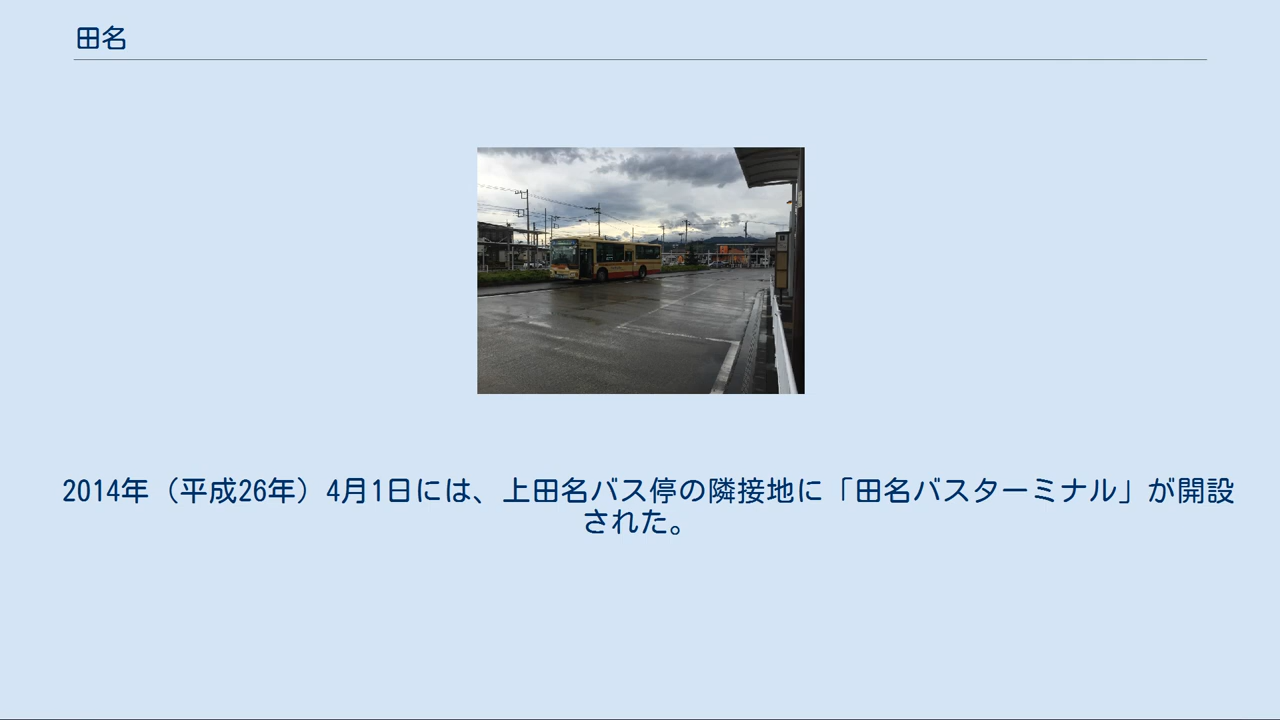 田名
2014年（平成26年）4月1日には、上田名バス停の隣接地に「田名バスターミナル」が開設
された。